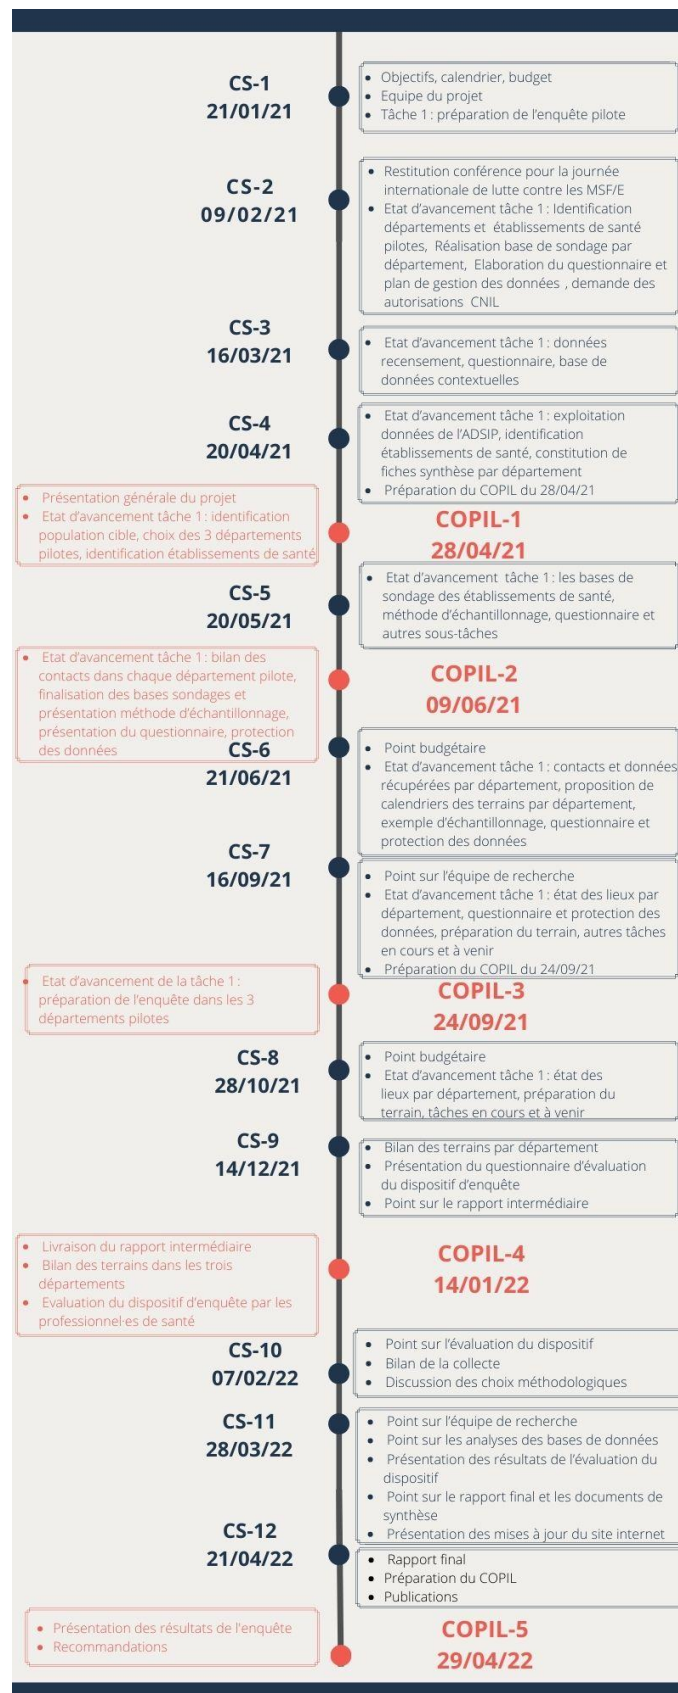 CS-1
21/01/21
Objectifs, calendrier, budget
Equipe du projet
Tâche 1 : préparation de l'enquête pilote
CS-2
09/02/21
Restitution conférence pour la journée
internationale de lutte contre les MSF/E
Etat d'avancement tâche 1 : Identification
départements et établissements de santé
pilotes, Réalisation base de sondage par
département, Elaboration du questionnaire et
plan de gestion des données , demande des
autorisations CNIL
CS-3
16/03/21
Etat d'avancement tâche 1 : données
recensement, questionnaire, base de
données contextuelles
CS-4
20/04/21
Etat d'avancement tâche 1 : exploitation
données de l'ADSIP, identification
établissements de santé, constitution de
fiches synthèse par département
Préparation du COPIL du 28/04/21
Présentation générale du projet
Etat d'avancement tâche 1 : identification
population cible, choix des 3 départements
pilotes, identification établissements de santé
COPIL-1
28/04/21
CS-5
20/05/21
Etat d'avancement tâche 1 : les bases de
sondage des établissements de santé,
méthode d'échantillonnage, questionnaire et
autres sous-tâches
Etat d'avancement tâche 1 : bilan des
contacts dans chaque département pilote,
finalisation des bases sondages et
présentation méthode d'échantillonnage,
présentation du questionnaire, protection
des données
COPIL-2
09/06/21
CS-6
21/06/21
Point budgétaire
Etat d'avancement tâche 1 : contacts et données
récupérées par département, proposition de
calendriers des terrains par département,
exemple d'échantillonnage, questionnaire et
protection des données
CS-7
16/09/21
Point sur l'équipe de recherche
Etat d'avancement tâche 1 : état des lieux par
département, questionnaire et protection des
données, préparation du terrain, autres tâches
en cours et à venir
Préparation du COPIL du 24/09/21
Etat d'avancement de la tâche 1 :
préparation de l'enquête dans les 3
départements pilotes
COPIL-3
24/09/21
CS-8
28/10/21
Point budgétaire
Etat d'avancement tâche 1 : état des
lieux par département, préparation du
terrain, tâches en cours et à venir
CS-9
14/12/21
Bilan des terrains par département
Présentation du questionnaire d'évaluation
du dispositif d'enquête
Point sur le rapport intermédiaire
Livraison du rapport intermédiaire
Bilan des terrains dans les trois
départements
Evaluation du dispositif d'enquête par les
professionnel·es de santé
COPIL-4
14/01/22
CS-10
07/02/22
Point sur l'évaluation du dispositif
Bilan de la collecte
Discussion des choix méthodologiques
CS-11
28/03/22
Point sur l'équipe de recherche
Point sur les analyses des bases de données
Présentation des résultats de l'évaluation du
dispositif
Point sur le rapport final et les documents de
synthèse
Présentation des mises à jour du site internet
CS-12
21/04/22
Rapport final
Préparation du COPIL
Publications
Présentation des résultats de l'enquête
Recommandations
COPIL-5
29/04/22